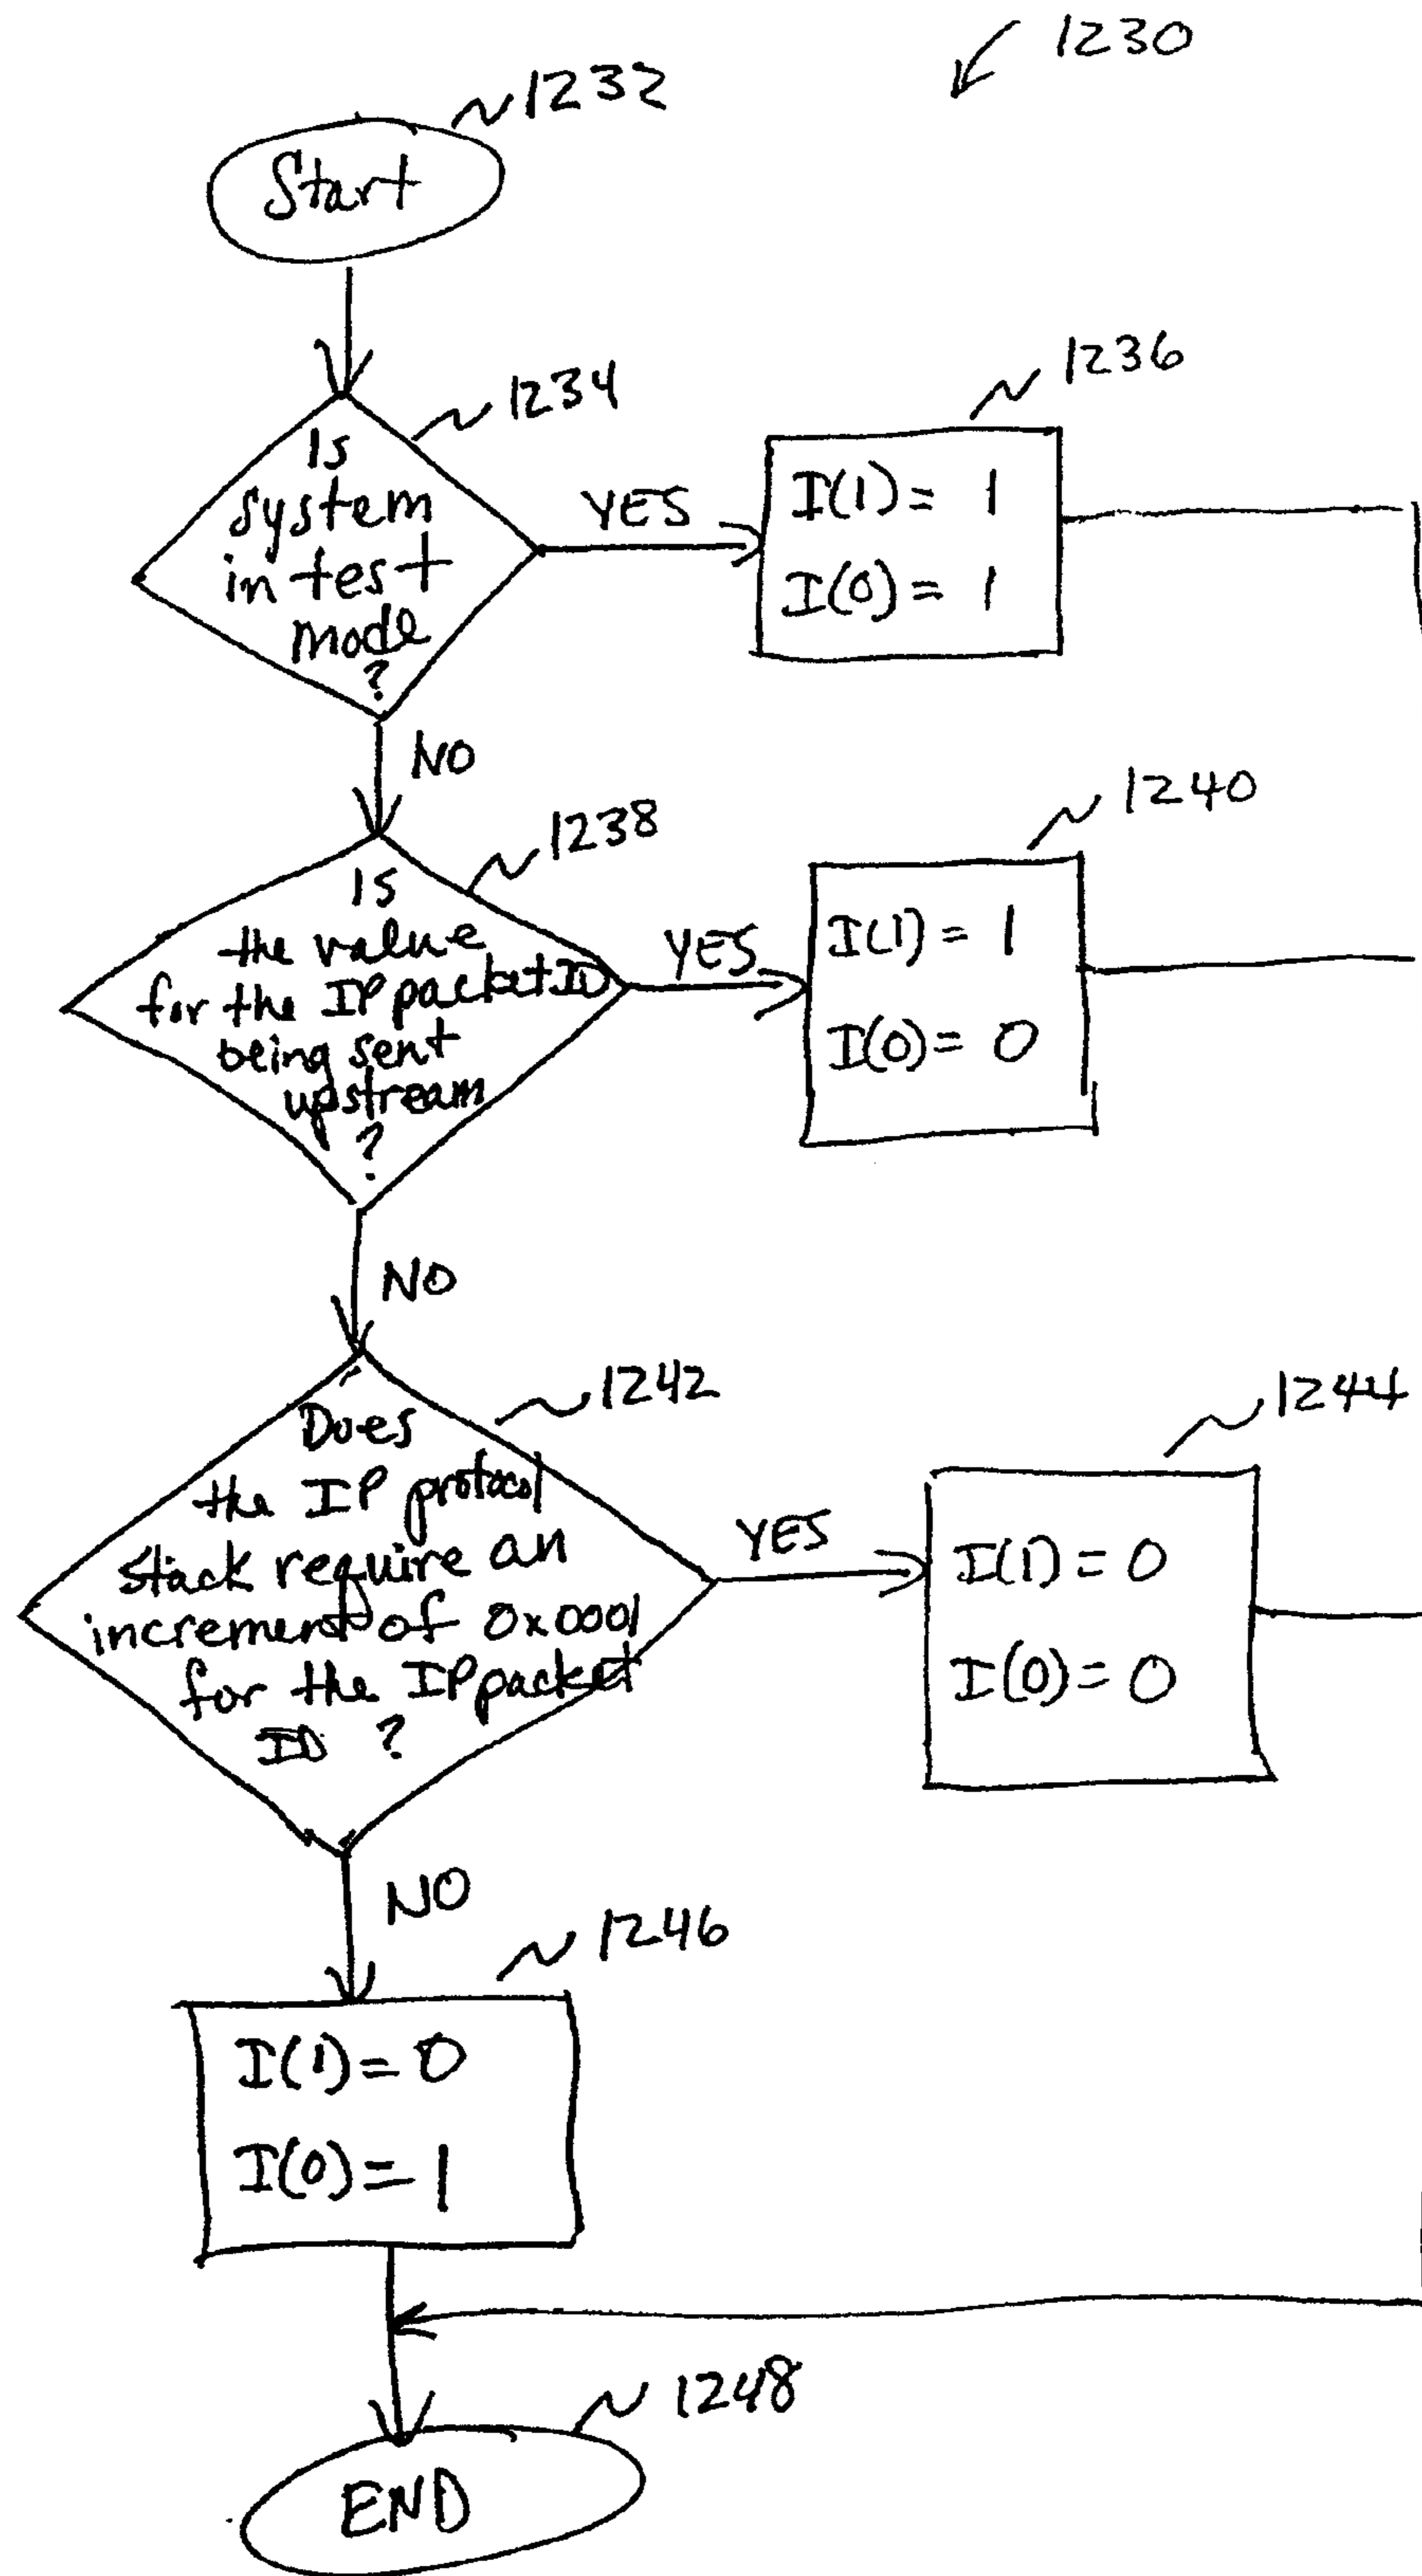 1230
1232
Start
1234
Is
system
in test
mode
?
YES
1236
I(1) = 1
I(0) = 1
NO
1238
Is
the value
for the IP packet ID
being sent
upstream
?
YES
1240
I(1) = 1
I(0) = 0
NO
1242
Does
the IP protocol
stack require an
increment of 0x0001
for the IP packet
ID ?
YES
1244
I(1) = 0
I(0) = 0
NO
1246
I(1) = 0
I(0) = 1
1248
END